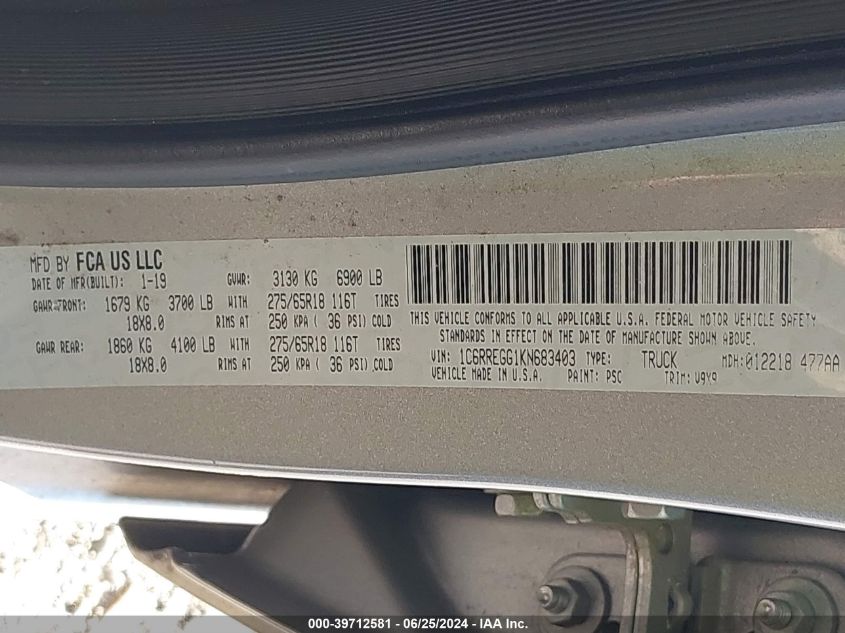 MFD BY FCA US LLC
DATE OF MFR(BUILT): 1-19 GVWR: 3130 KG 6900 LB
GAWR FRONT: 1679 KG 3700 LB WITH 275/65R18 116T TIRES
18X8.0 RIMS AT 250 KPA ( 36 PSI) COLD
GAWR REAR: 1860 KG 4100 LB WITH 275/65R18 116T TIRES
18X8.0 RIMS AT 250 KPA ( 36 PSI) COLD
THIS VEHICLE CONFORMS TO ALL APPLICABLE U.S.A. FEDERAL MOTOR VEHICLE SAFETY
STANDARDS IN EFFECT ON THE DATE OF MANUFACTURE SHOWN ABOVE.
VIN: 1C6RREGG1KN683403 TYPE: TRUCK MDH: 012218 477AA
VEHICLE MADE IN U.S.A. PAINT: PSC TRIM: V9X9
000-39712581 - 06/25/2024 - IAA Inc.